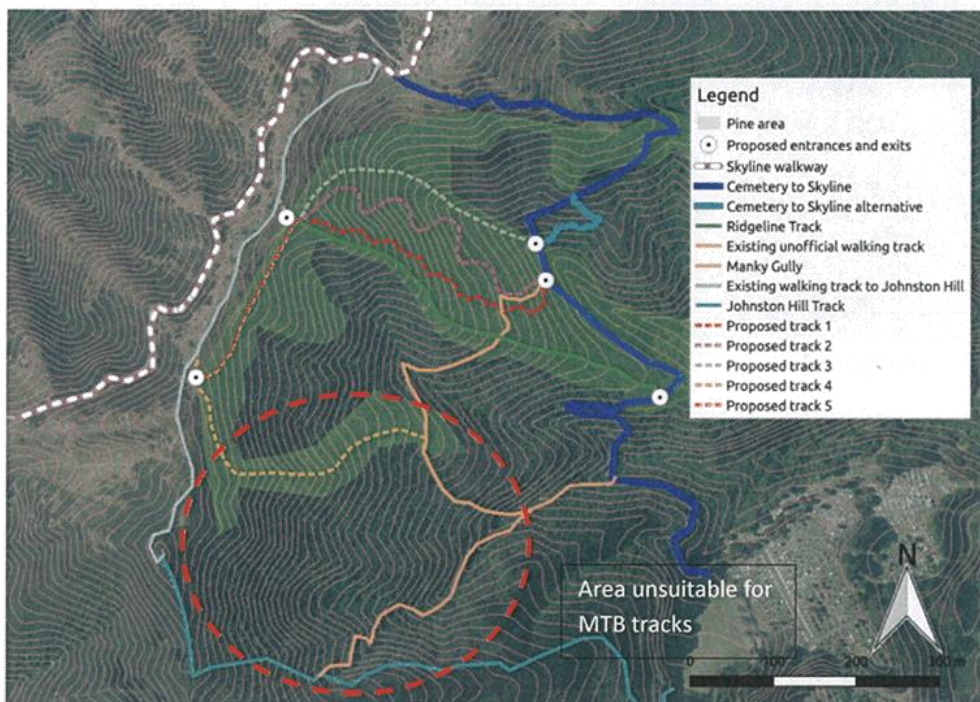 Legend
Pine area
Proposed entrances and exits
Skyline walkway
Cemetery to Skyline
Cemetery to Skyline alternative
Ridgeline Track
Existing unofficial walking track
Manky Gully
Existing walking track to Johnston Hill
Johnston Hill Track
Proposed track 1
Proposed track 2
Proposed track 3
Proposed track 4
Proposed track 5
N
Area unsuitable for
MTB tracks
0 100 200 300 m